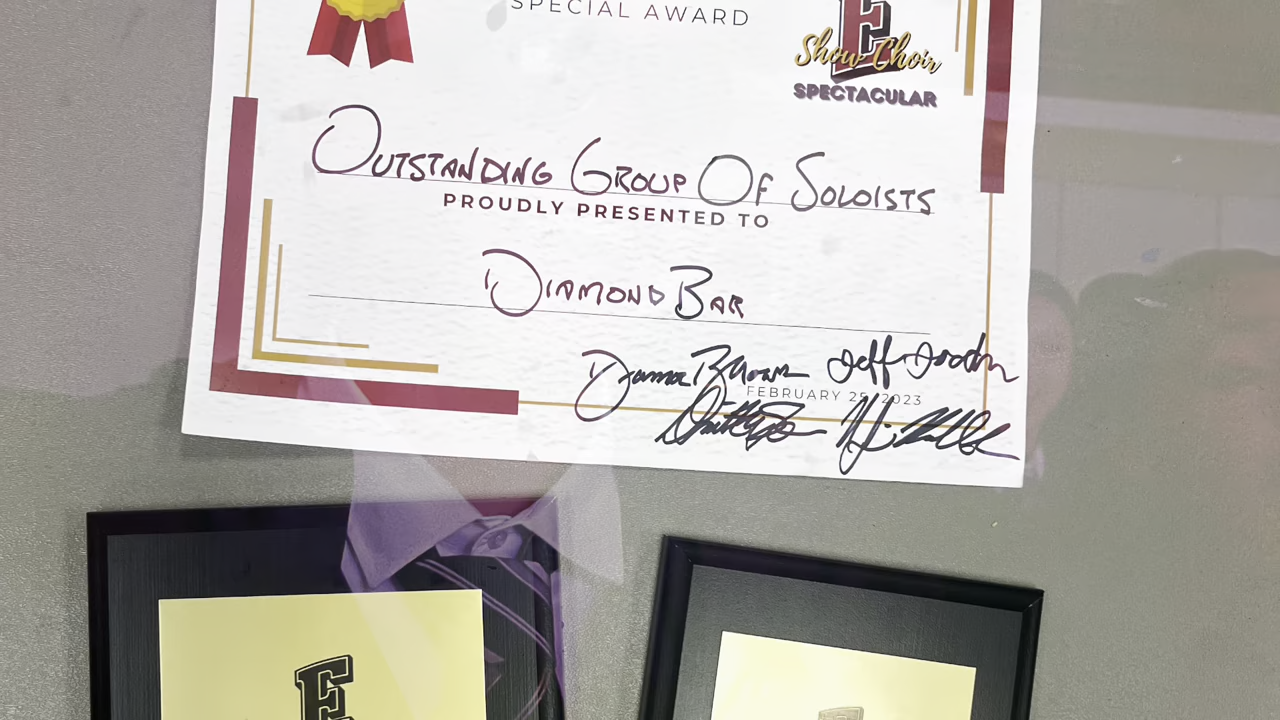 SPECIAL AWARD
E
Show Choir
SPECTACULAR
OUTSTANDING GROUP OF SOLOISTS
PROUDLY PRESENTED TO
DIAMOND BAR
FEBRUARY 25, 2023
E